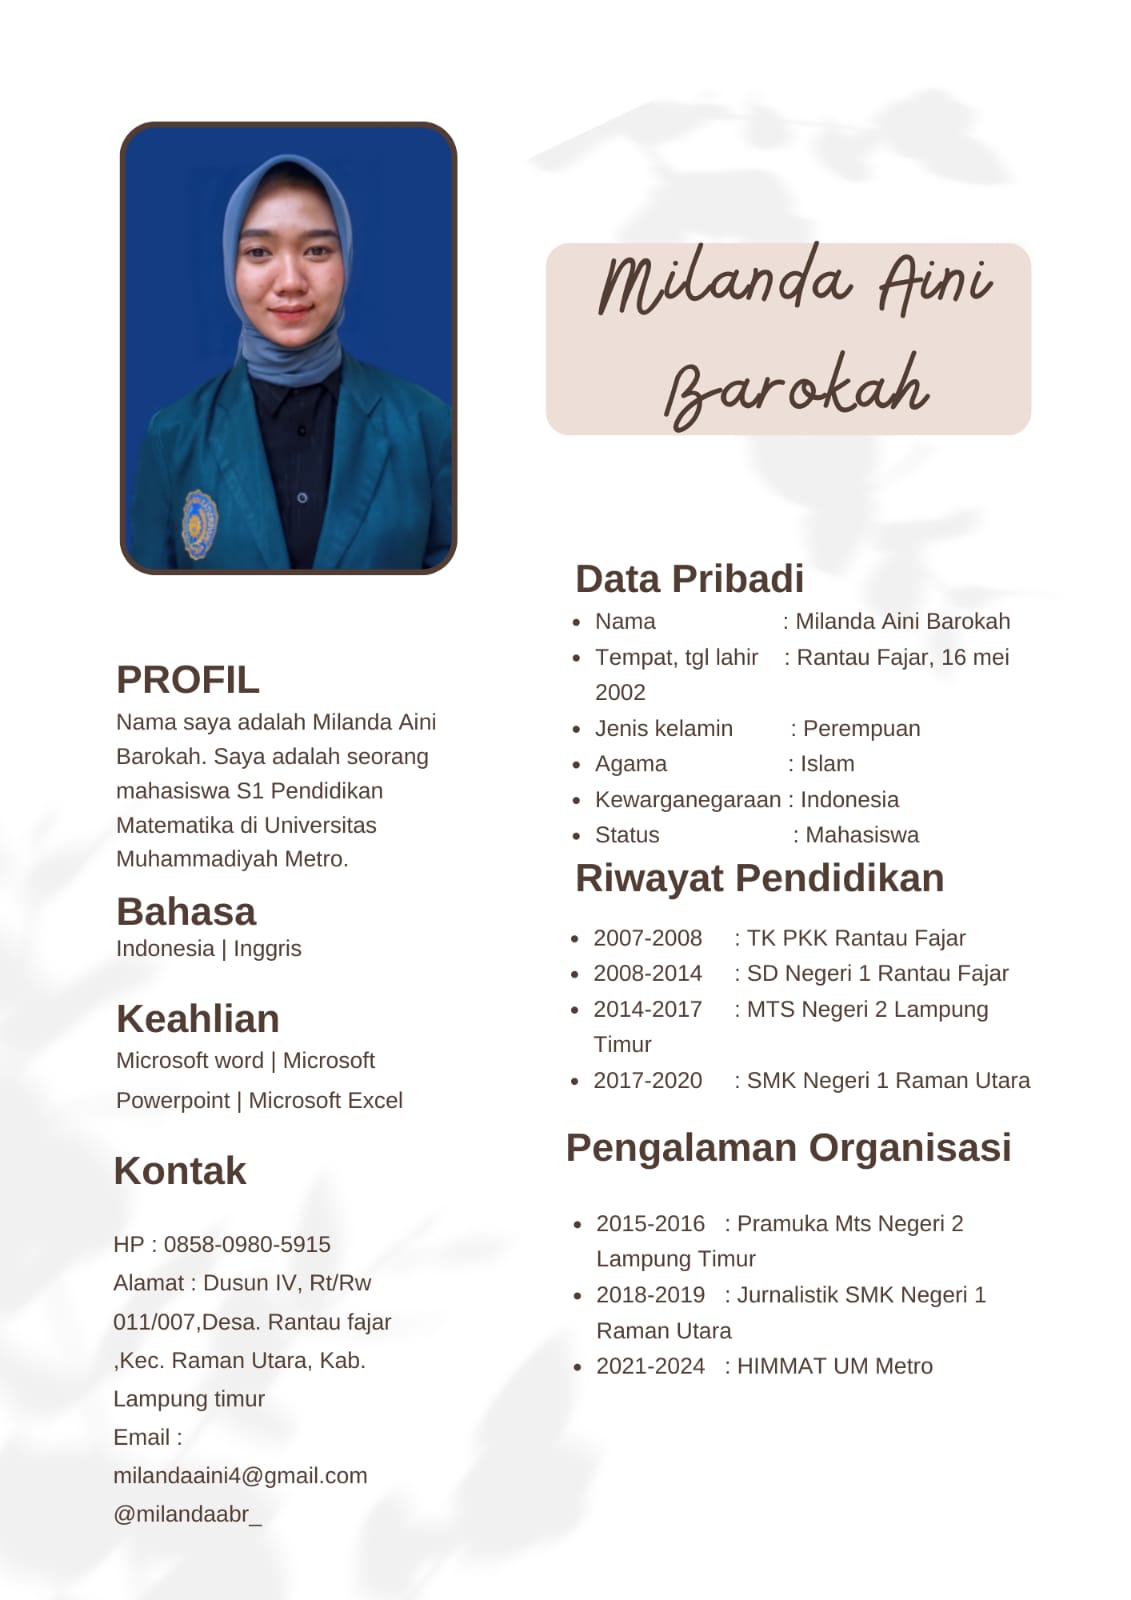 Milanda Aini
Barokah
PROFIL
Nama saya adalah Milanda Aini
Barokah. Saya adalah seorang
mahasiswa S1 Pendidikan
Matematika di Universitas
Muhammadiyah Metro.
Bahasa
Indonesia | Inggris
Keahlian
Microsoft word | Microsoft
Powerpoint | Microsoft Excel
Kontak
HP : 0858-0980-5915
Alamat : Dusun IV, Rt/Rw
011/007,Desa. Rantau fajar
,Kec. Raman Utara, Kab.
Lampung timur
Email :
milandaaini4@gmail.com
@milandaabr_
Data Pribadi
• Nama : Milanda Aini Barokah
• Tempat, tgl lahir : Rantau Fajar, 16 mei
2002
• Jenis kelamin : Perempuan
• Agama : Islam
• Kewarganegaraan : Indonesia
• Status : Mahasiswa
Riwayat Pendidikan
• 2007-2008 : TK PKK Rantau Fajar
• 2008-2014 : SD Negeri 1 Rantau Fajar
• 2014-2017 : MTS Negeri 2 Lampung
Timur
• 2017-2020 : SMK Negeri 1 Raman Utara
Pengalaman Organisasi
• 2015-2016 : Pramuka Mts Negeri 2
Lampung Timur
• 2018-2019 : Jurnalistik SMK Negeri 1
Raman Utara
• 2021-2024 : HIMMAT UM Metro